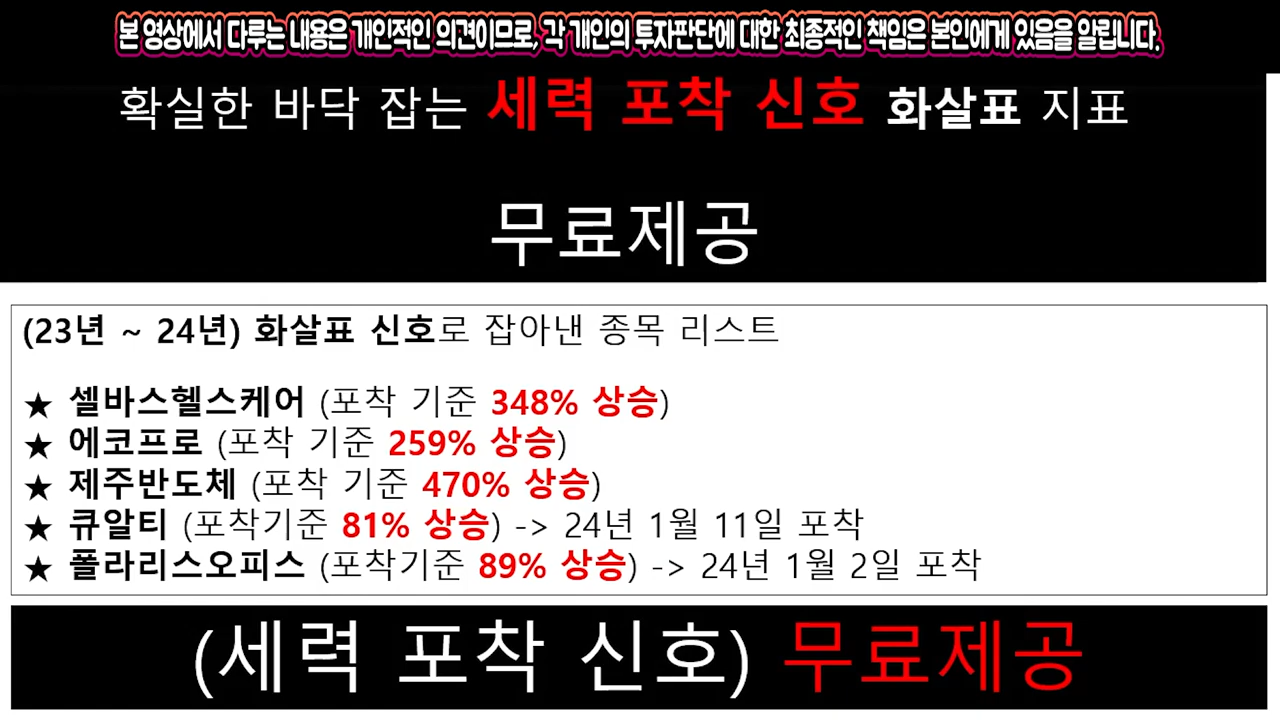 본 영상에서 다루는 내용은 개인적인 의견이므로, 각 개인의 투자판단에 대한 최종적인 책임은 본인에게 있음을 알립니다.
확실한 바닥 잡는 세력 포착 신호 화살표 지표
무료제공
(23년 ~ 24년) 화살표 신호로 잡아낸 종목 리스트
★ 셀바스헬스케어 (포착 기준 348% 상승)
★ 에코프로 (포착 기준 259% 상승)
★ 제주반도체 (포착 기준 470% 상승)
★ 큐알티 (포착기준 81% 상승) -> 24년 1월 11일 포착
★ 폴라리스오피스 (포착기준 89% 상승) -> 24년 1월 2일 포착
(세력 포착 신호) 무료제공